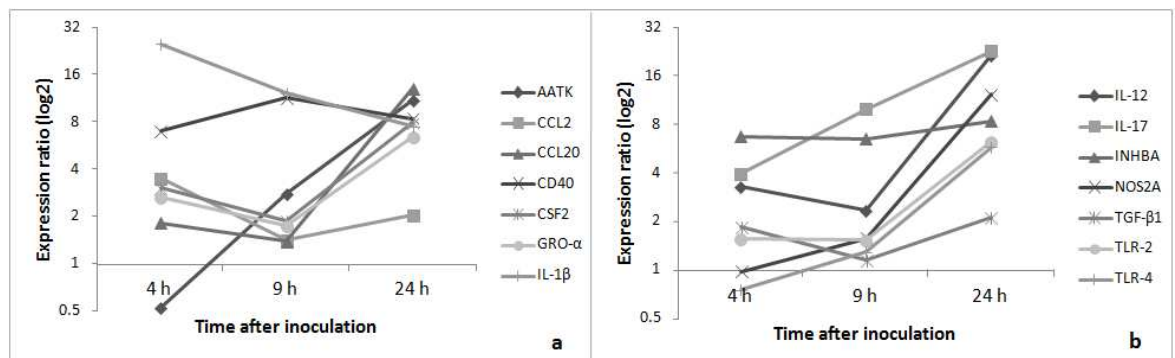 Expression ratio (log2)
32
16
8
4
2
1
0.5
4 h
9 h
24 h
Time after inoculation
AATK
CCL2
CCL20
CD40
CSF2
GRO-α
IL-1β
a
Expression ratio (log2)
32
16
8
4
2
1
0.5
4 h
9 h
24 h
Time after inoculation
IL-12
IL-17
INHBA
NOS2A
TGF-β1
TLR-2
TLR-4
b